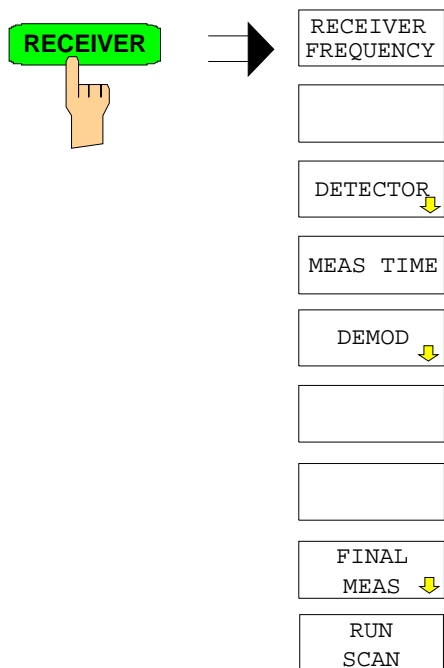 RECEIVER
RECEIVER
FREQUENCY
DETECTOR
MEAS TIME
DEMOD
FINAL
MEAS
RUN
SCAN